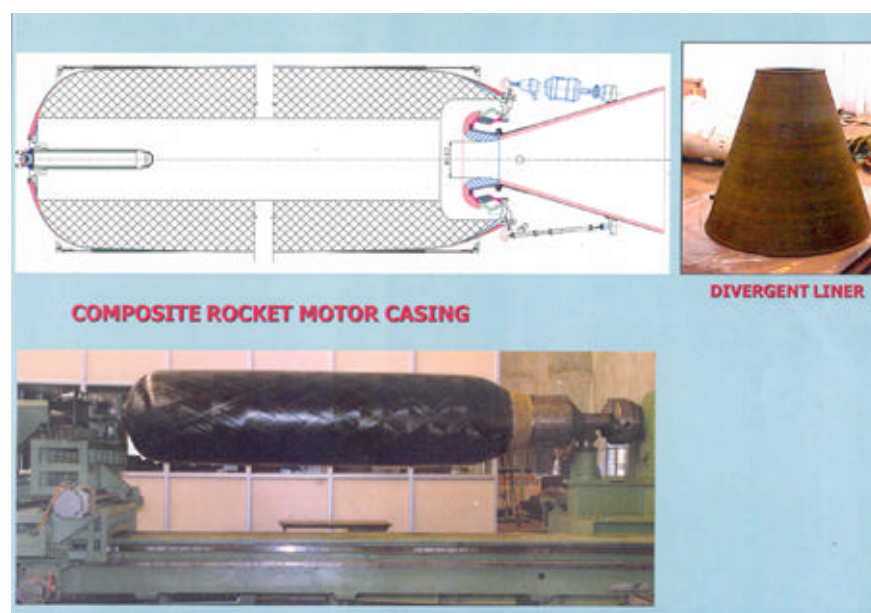 DIVERGENT LINER
COMPOSITE ROCKET MOTOR CASING